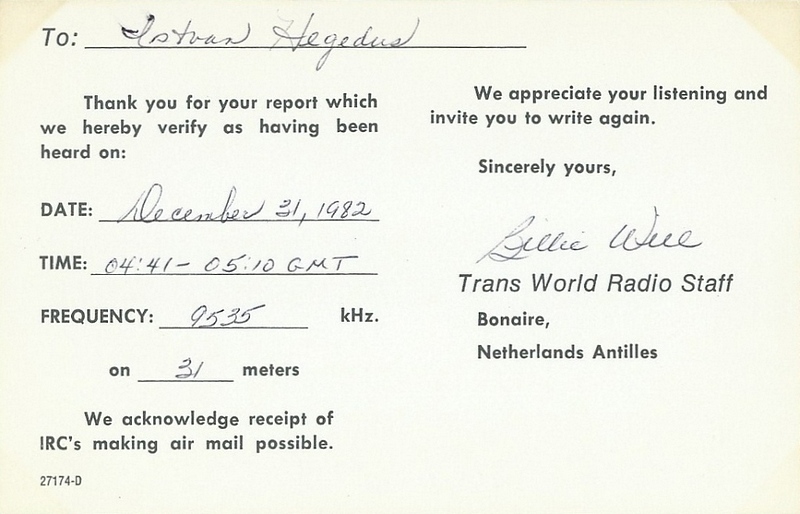 To: Istvan Hegedus
Thank you for your report which
we hereby verify as having been
heard on:
DATE: December 31, 1982
TIME: 04:41 - 05:10 GMT
FREQUENCY: 9535 kHz.
on 31 meters
We acknowledge receipt of
IRC's making air mail possible.
27174-D
We appreciate your listening and
invite you to write again.
Sincerely yours,
Billie Will
Trans World Radio Staff
Bonaire,
Netherlands Antilles